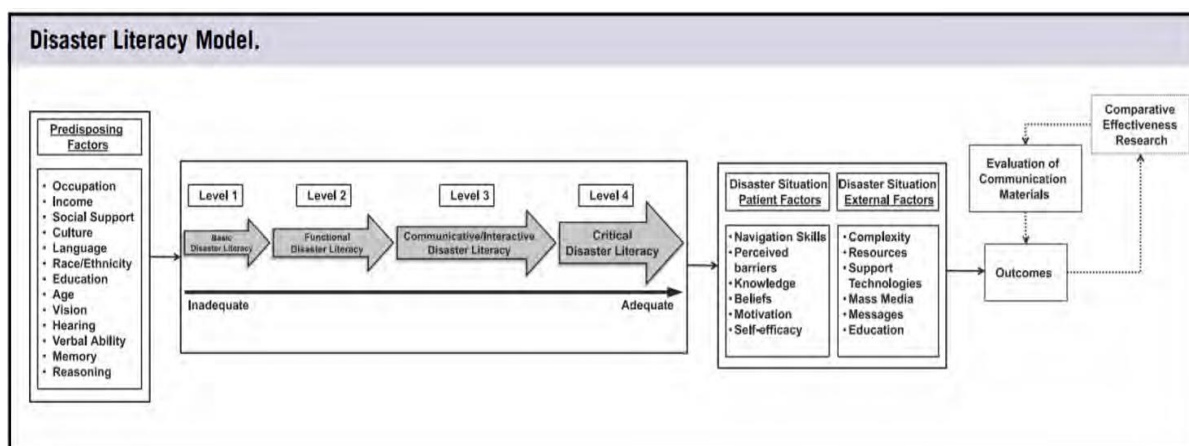 Disaster Literacy Model.
Predisposing
Factors
• Occupation
• Income
• Social Support
• Culture
• Language
• Race/Ethnicity
• Education
• Age
• Vision
• Hearing
• Verbal Ability
• Memory
• Reasoning
Level 1
Basic
Disaster Literacy
Level 2
Functional
Disaster Literacy
Level 3
Communicative/Interactive
Disaster Literacy
Level 4
Critical
Disaster Literacy
Inadequate
Adequate
Disaster Situation
Patient Factors
• Navigation Skills
• Perceived
barriers
• Knowledge
• Beliefs
• Motivation
• Self-efficacy
Disaster Situation
External Factors
• Complexity
• Resources
• Support
Technologies
• Mass Media
• Messages
• Education
Outcomes
Evaluation of
Communication
Materials
Comparative
Effectiveness
Research